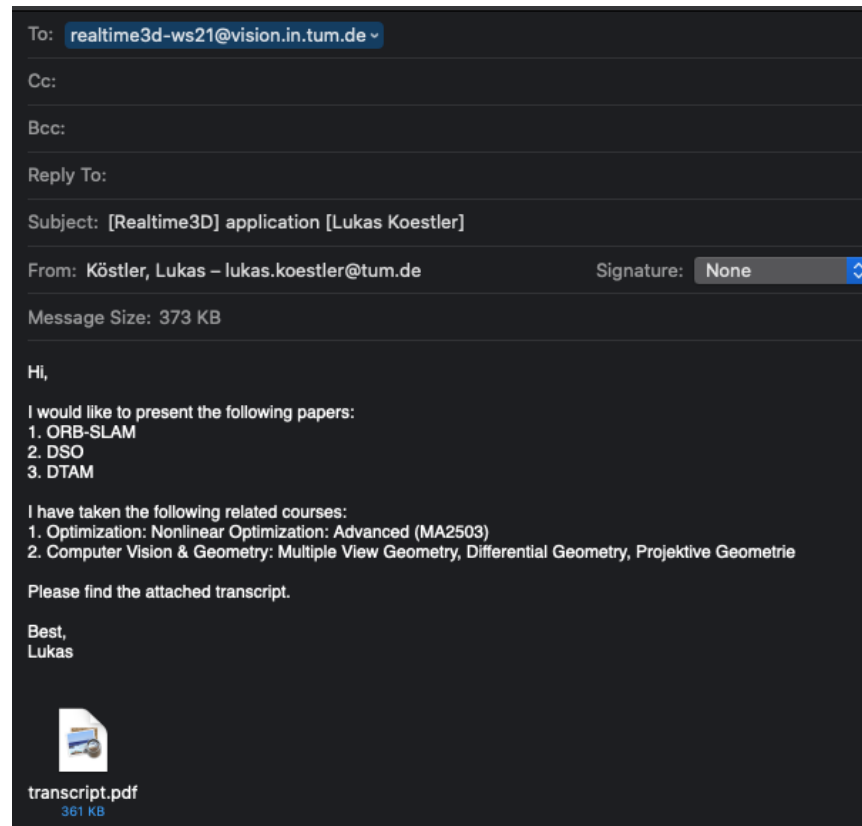 To: realtime3d-ws21@vision.in.tum.de
Cc:
Bcc:
Reply To:
Subject: [Realtime3D] application [Lukas Koestler]
From: Köstler, Lukas – lukas.koestler@tum.de Signature: None
Message Size: 373 KB
Hi,
I would like to present the following papers:
1. ORB-SLAM
2. DSO
3. DTAM
I have taken the following related courses:
1. Optimization: Nonlinear Optimization: Advanced (MA2503)
2. Computer Vision & Geometry: Multiple View Geometry, Differential Geometry, Projektive Geometrie
Please find the attached transcript.
Best,
Lukas
transcript.pdf
361 KB